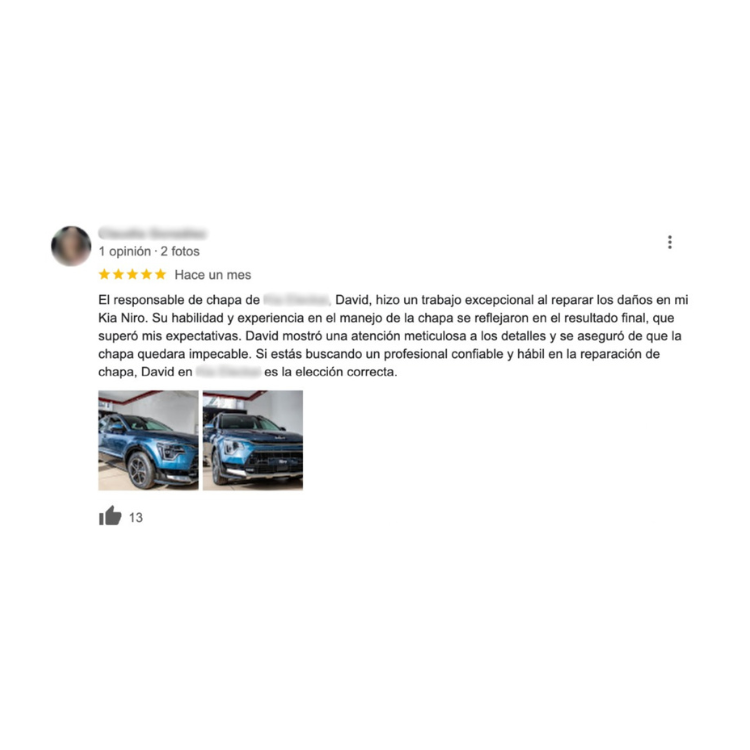 1 opinión · 2 fotos
Hace un mes
El responsable de chapa de , David, hizo un trabajo excepcional al reparar los daños en mi
Kia Niro. Su habilidad y experiencia en el manejo de la chapa se reflejaron en el resultado final, que
superó mis expectativas. David mostró una atención meticulosa a los detalles y se aseguró de que la
chapa quedara impecable. Si estás buscando un profesional confiable y hábil en la reparación de
chapa, David en es la elección correcta.
13